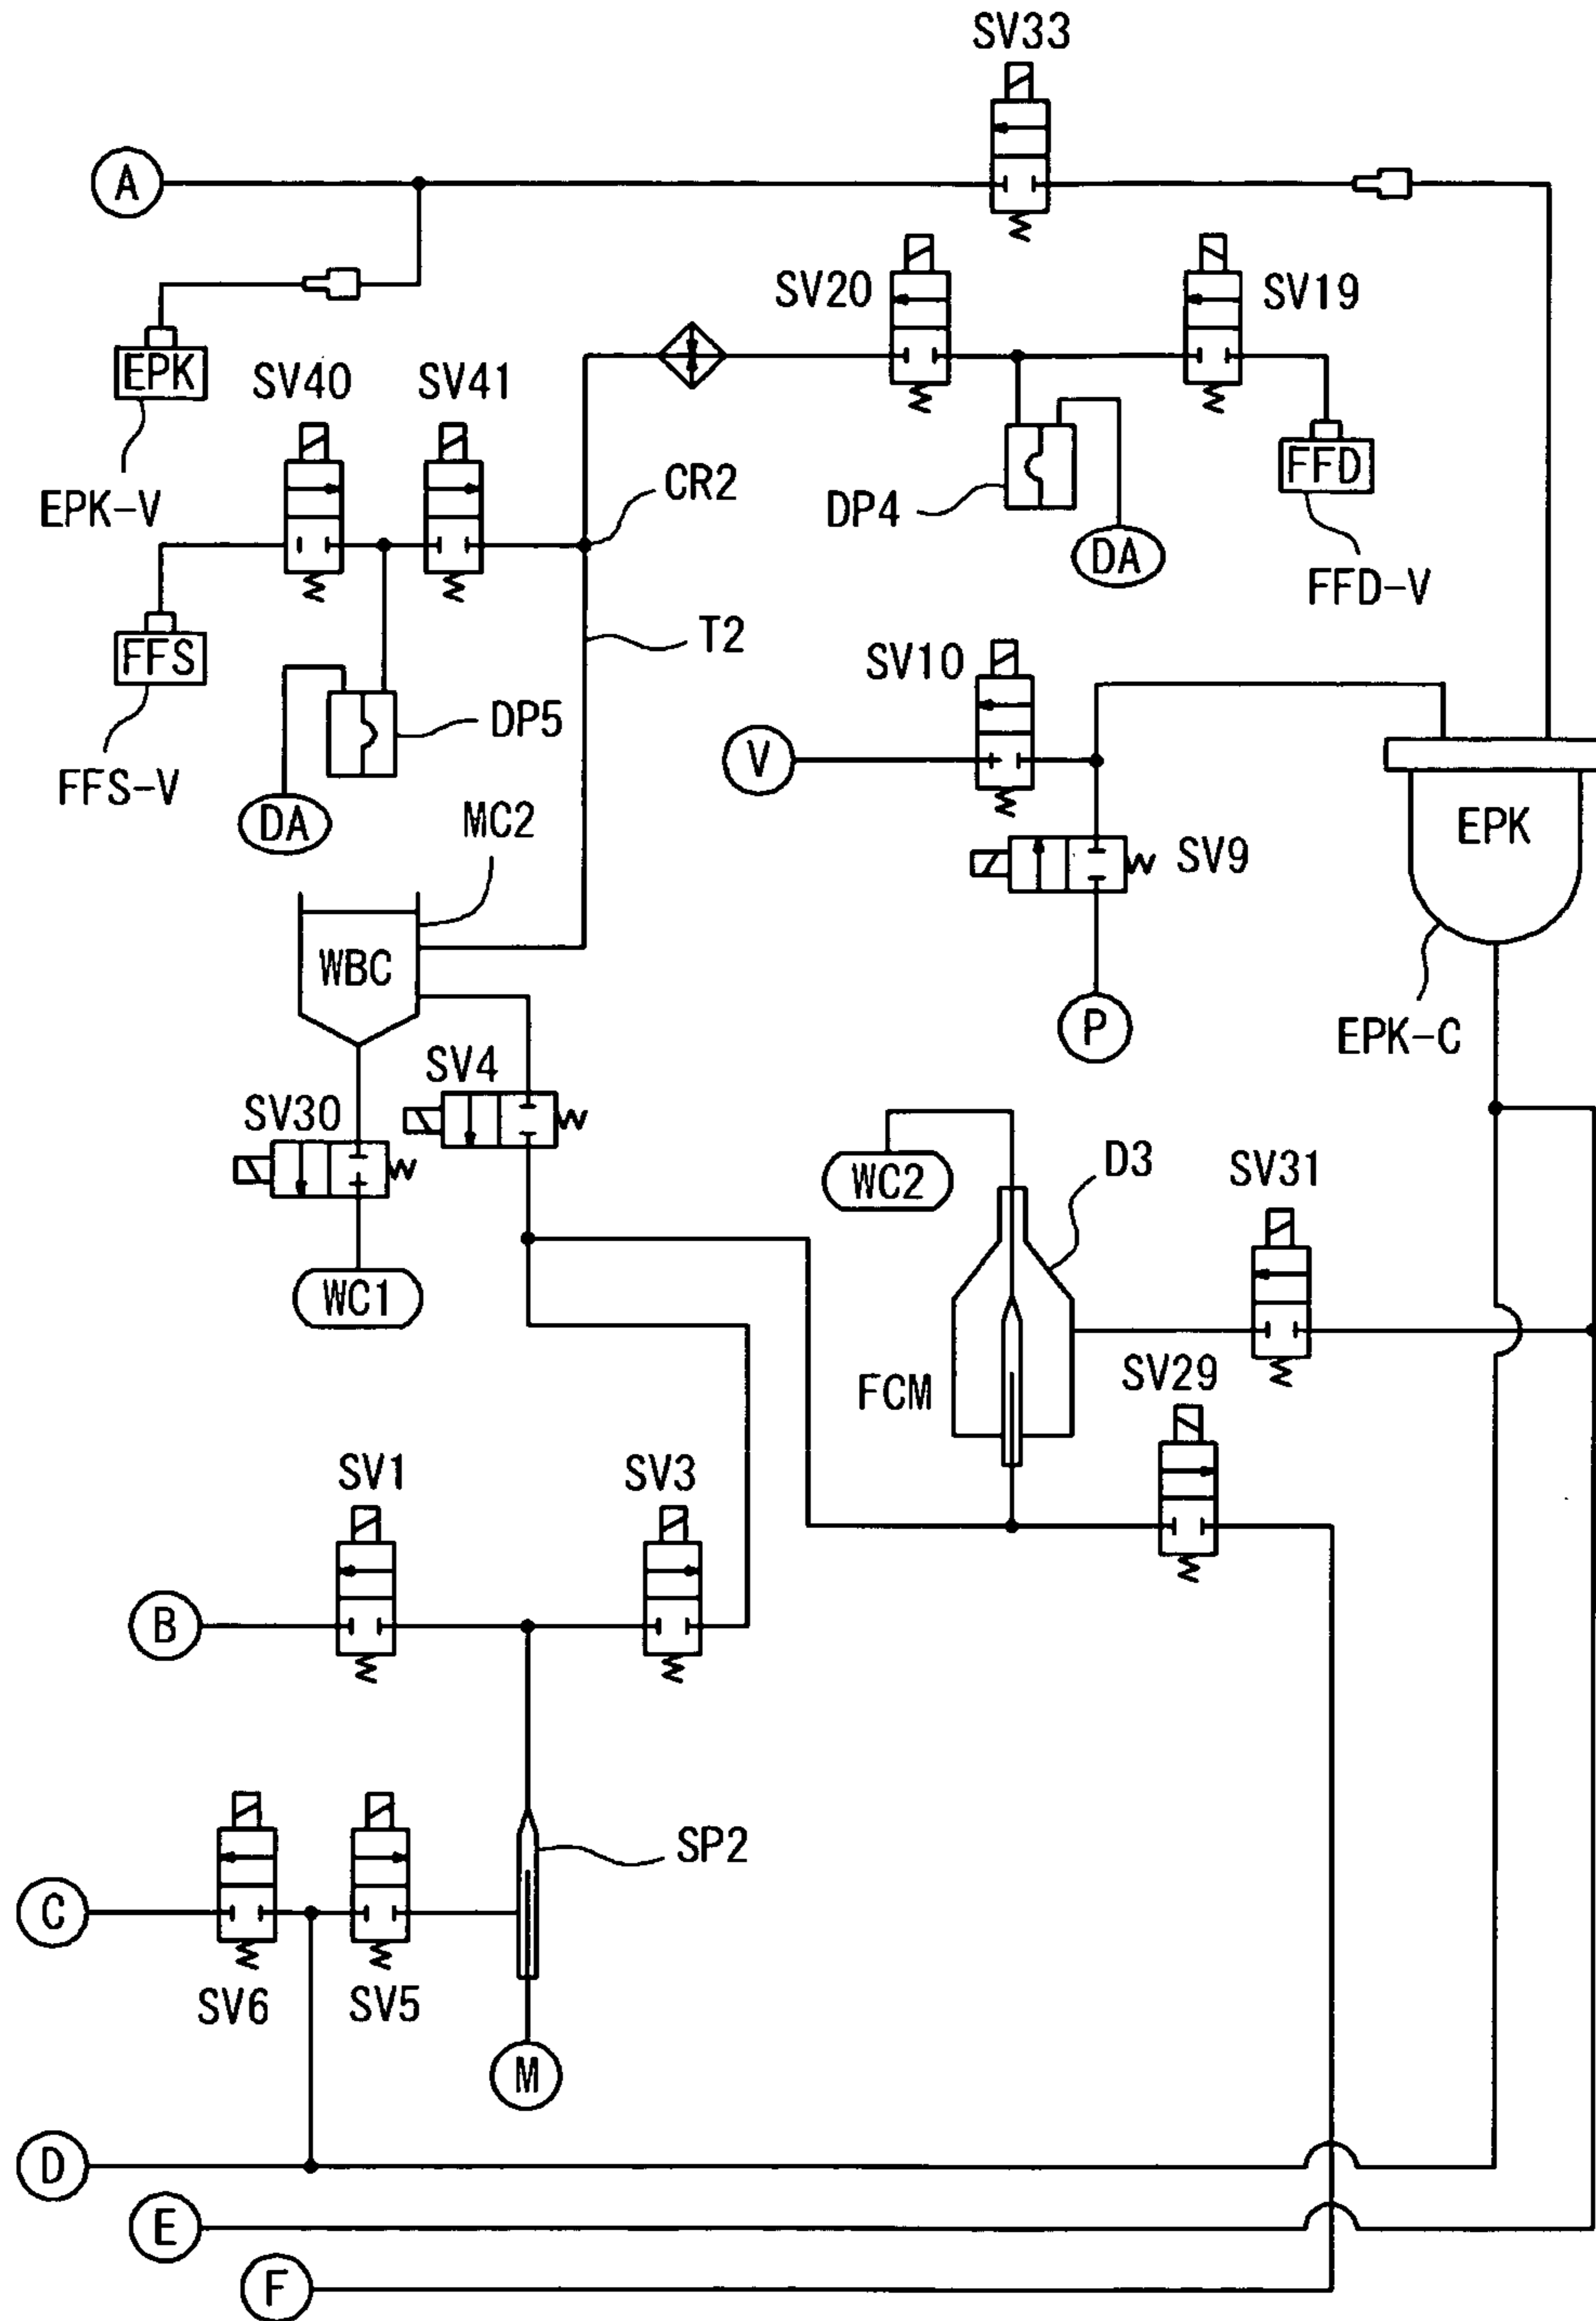 SV33
A
SV20
SV19
EPK
SV40
SV41
FFD
EPK-V
CR2
DP4
DA
FFD-V
FFS
T2
SV10
DP5
V
FFS-V
DA
MC2
EPK
SV9
WBC
P
EPK-C
SV4
SV30
D3
WC2
SV31
WC1
SV29
FCM
SV1
SV3
B
SP2
C
SV6
SV5
M
D
E
F